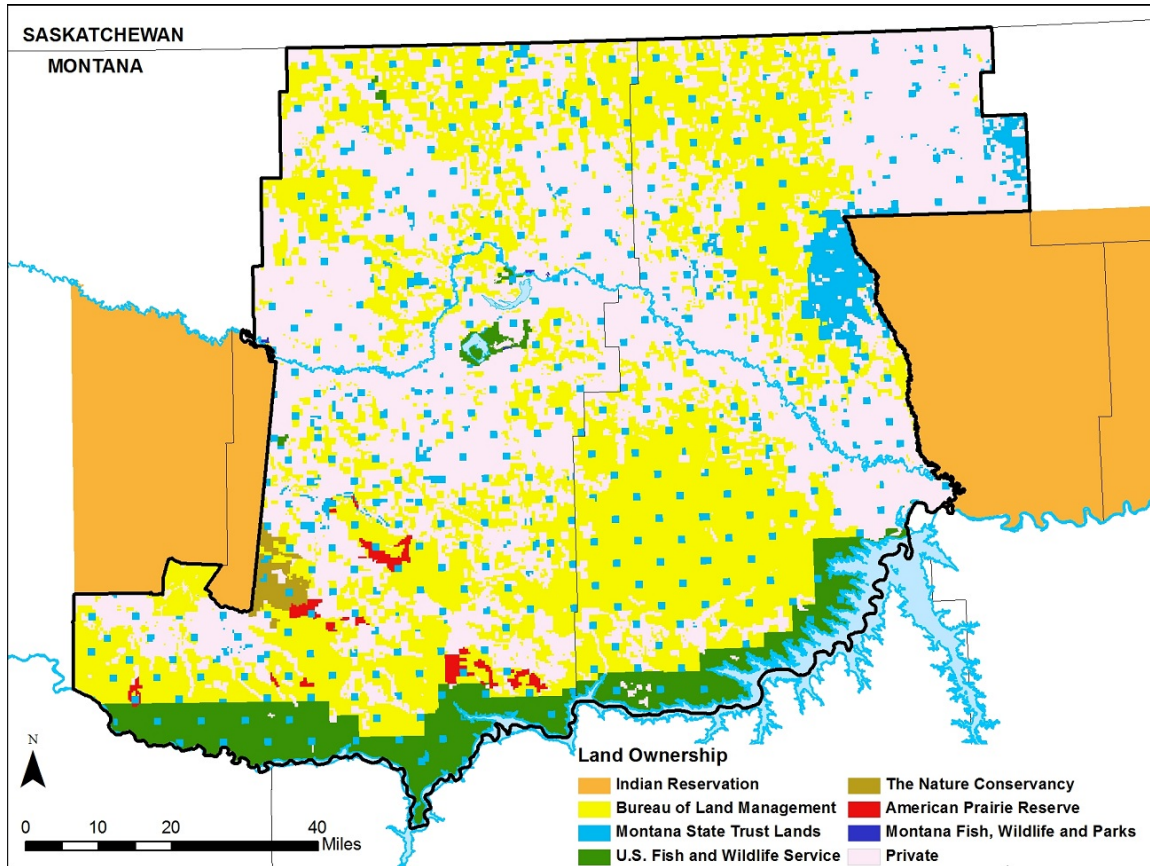 SASKATCHEWAN
MONTANA
N
0 10 20 40
Miles
Land Ownership
Indian Reservation
Bureau of Land Management
Montana State Trust Lands
U.S. Fish and Wildlife Service
The Nature Conservancy
American Prairie Reserve
Montana Fish, Wildlife and Parks
Private